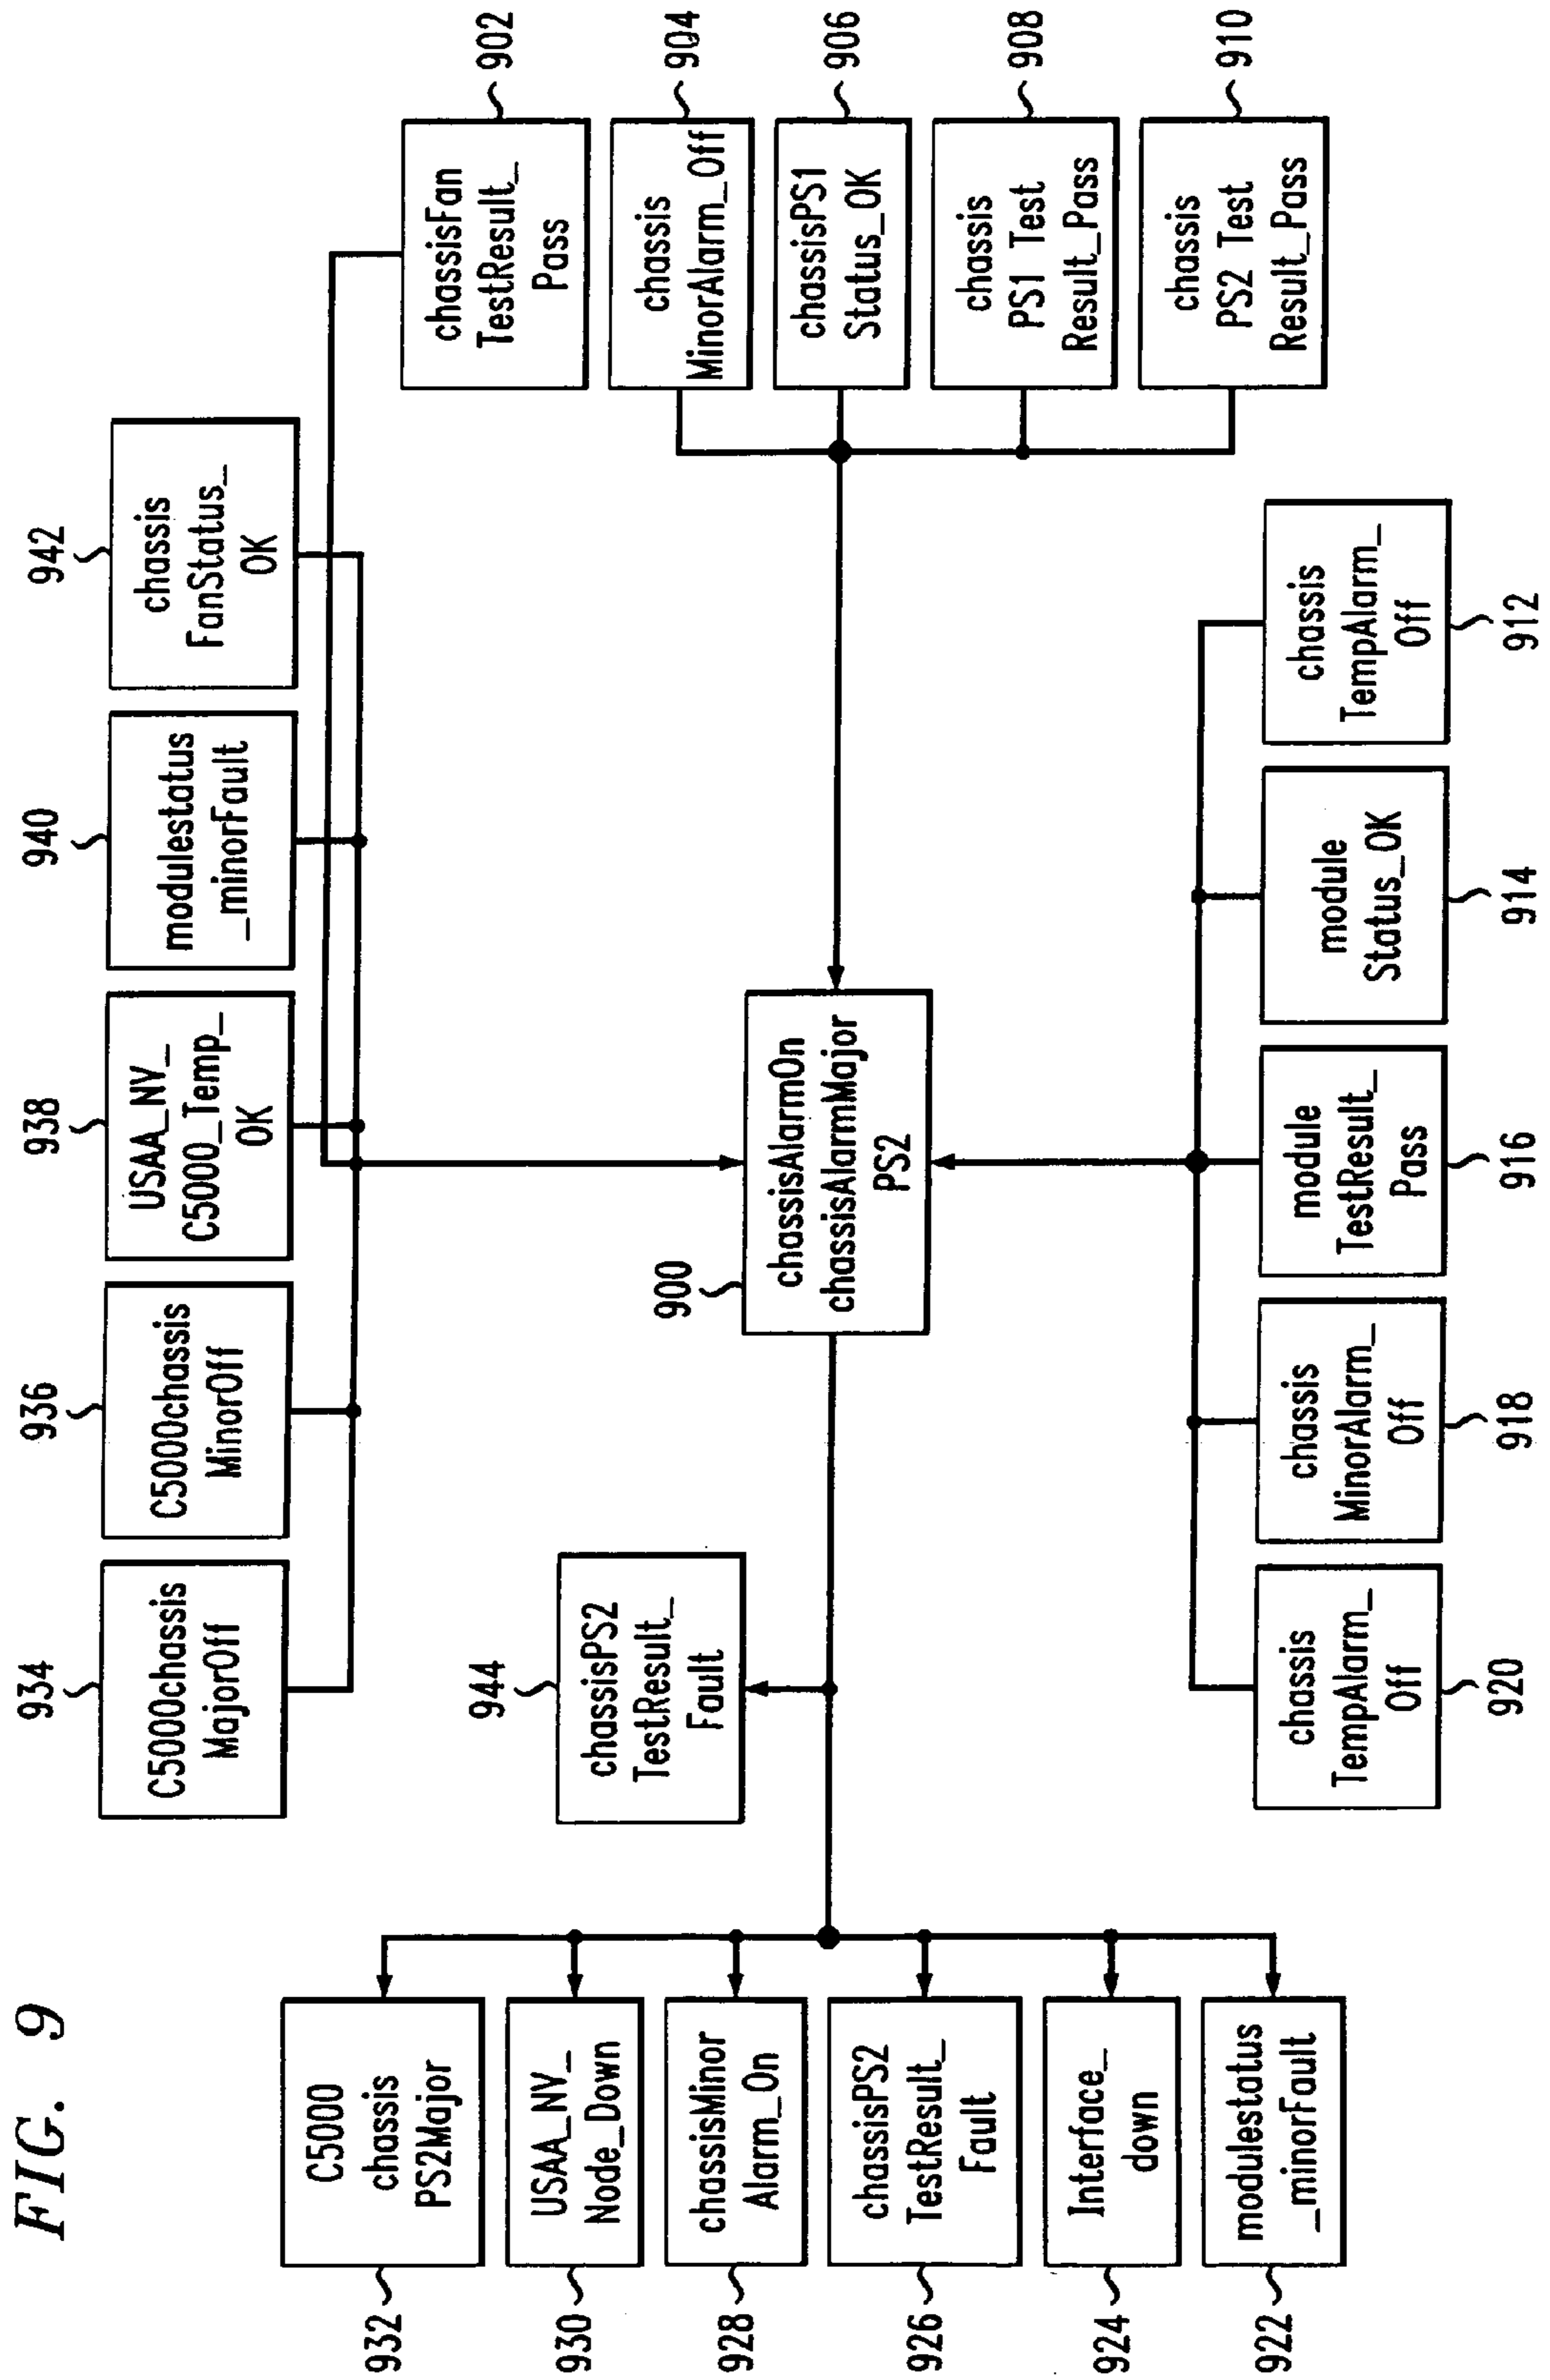 FIG. 9
934
C5000chassis
MajorOff
936
C5000chassis
MinorOff
938
USAA_NV_
C5000_Temp_
OK
940
modulestatus
_minorFault
942
chassis
FanStatus_
OK
932
C5000
chassis
PS2Major
930
USAA_NV_
Node_Down
928
chassisMinor
Alarm_On
926
chassisPS2
TestResult_
Fault
924
Interface_
down
922
modulestatus
_minorFault
944
chassisPS2
TestResult_
Fault
900
chassisAlarmOn
chassisAlarmMajor
PS2
chassisFan
TestResult_
Pass
902
chassis
MinorAlarm_Off
904
chassisPS1
Status_OK
906
chassis
PS1 Test
Result_Pass
908
chassis
PS2 Test
Result_Pass
910
chassis
TempAlarm_
Off
920
chassis
MinorAlarm_
Off
918
module
TestResult_
Pass
916
module
Status_OK
914
chassis
TempAlarm_
Off
912